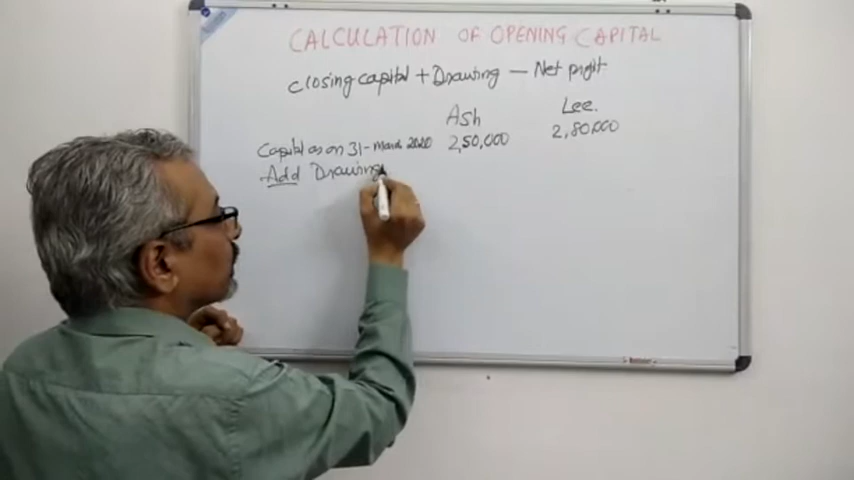 CALCULATION OF OPENING CAPITAL
closing capital + Drawing — Net profit
Ash Lee.
Capital as on 31-March 2020 2,50,000 2,80,000
Add Drawing